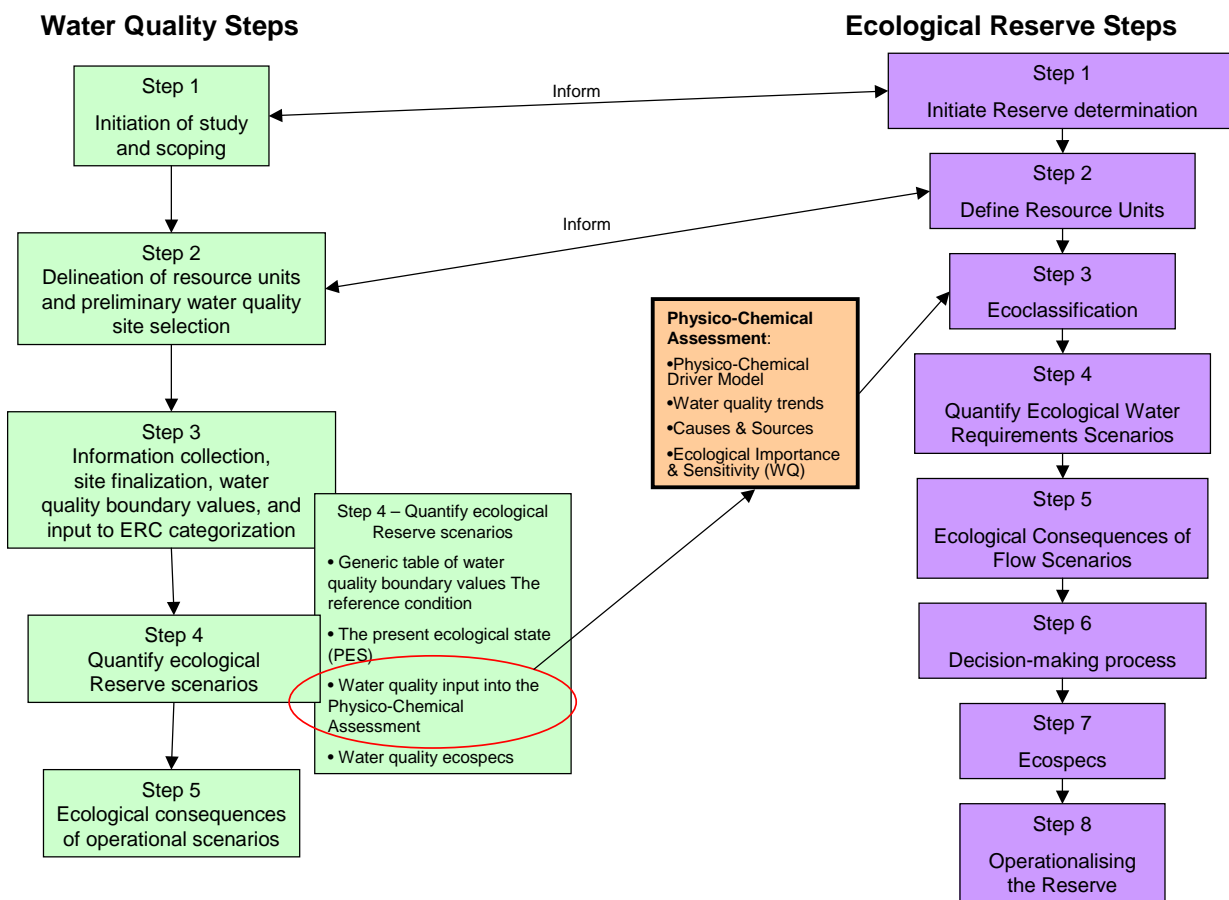 Water Quality Steps
Step 1
Initiation of study
and scoping
Step 2
Delineation of resource units
and preliminary water quality
site selection
Step 3
Information collection,
site finalization, water
quality boundary values, and
input to ERC categorization
Step 4
Quantify ecological
Reserve scenarios
Step 5
Ecological consequences
of operational scenarios
Step 4 – Quantify ecological
Reserve scenarios
• Generic table of water
quality boundary values The
reference condition
• The present ecological state
(PES)
• Water quality input into the
Physico-Chemical
Assessment
• Water quality ecospecs
Inform
Inform
Physico-Chemical
Assessment:
•Physico-Chemical
Driver Model
•Water quality trends
•Causes & Sources
•Ecological Importance
& Sensitivity (WQ)
Ecological Reserve Steps
Step 1
Initiate Reserve determination
Step 2
Define Resource Units
Step 3
Ecoclassification
Step 4
Quantify Ecological Water
Requirements Scenarios
Step 5
Ecological Consequences of
Flow Scenarios
Step 6
Decision-making process
Step 7
Ecospecs
Step 8
Operationalising
the Reserve